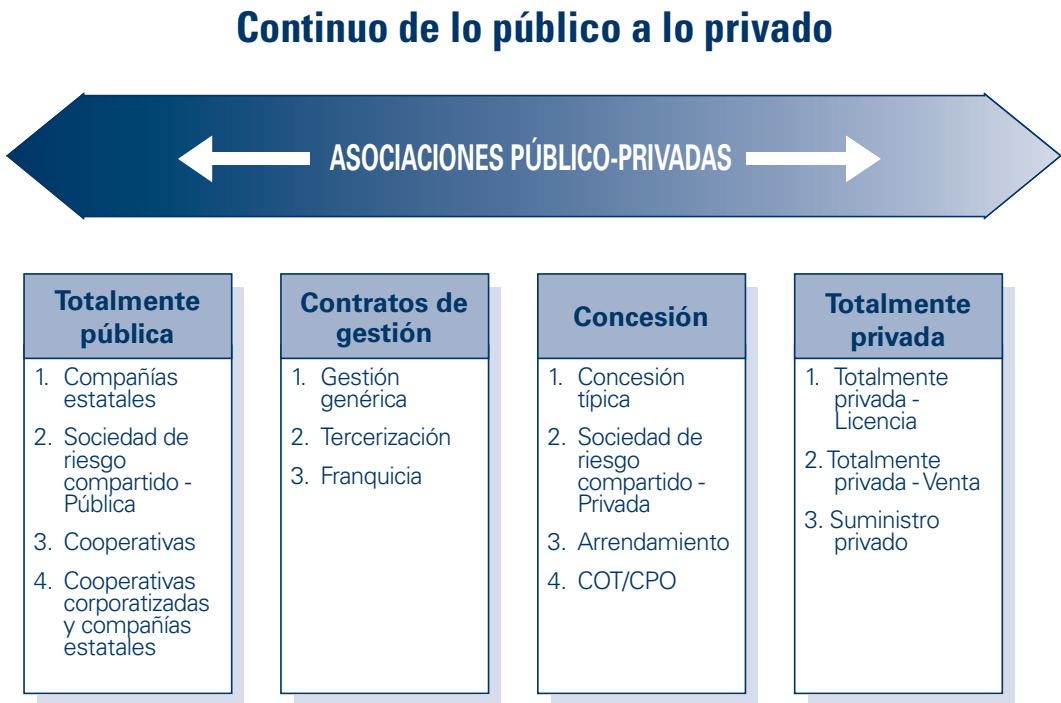 Continuo de lo público a lo privado
ASOCIACIONES PÚBLICO-PRIVADAS
Totalmente
pública
1. Compañías
estatales
2. Sociedad de
riesgo
compartido -
Pública
3. Cooperativas
4. Cooperativas
corporatizadas
y compañías
estatales
Contratos de
gestión
1. Gestión
genérica
2. Tercerización
3. Franquicia
Concesión
1. Concesión
típica
2. Sociedad de
riesgo
compartido -
Privada
3. Arrendamiento
4. COT/CPO
Totalmente
privada
1. Totalmente
privada -
Licencia
2. Totalmente
privada - Venta
3. Suministro
privado